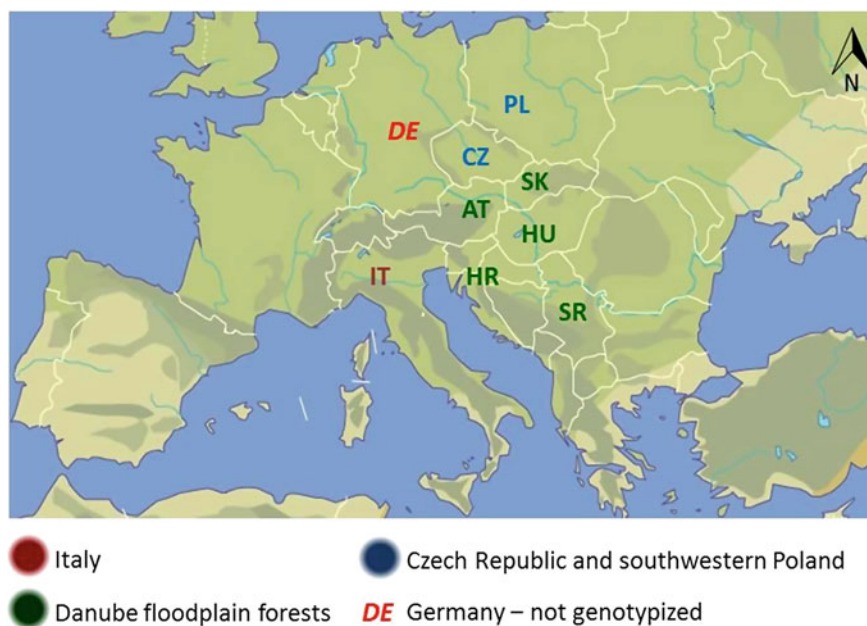 N
PL
DE
CZ
SK
AT
HU
IT
HR
SR
Italy
Czech Republic and southwestern Poland
Danube floodplain forests
DE Germany – not genotypized